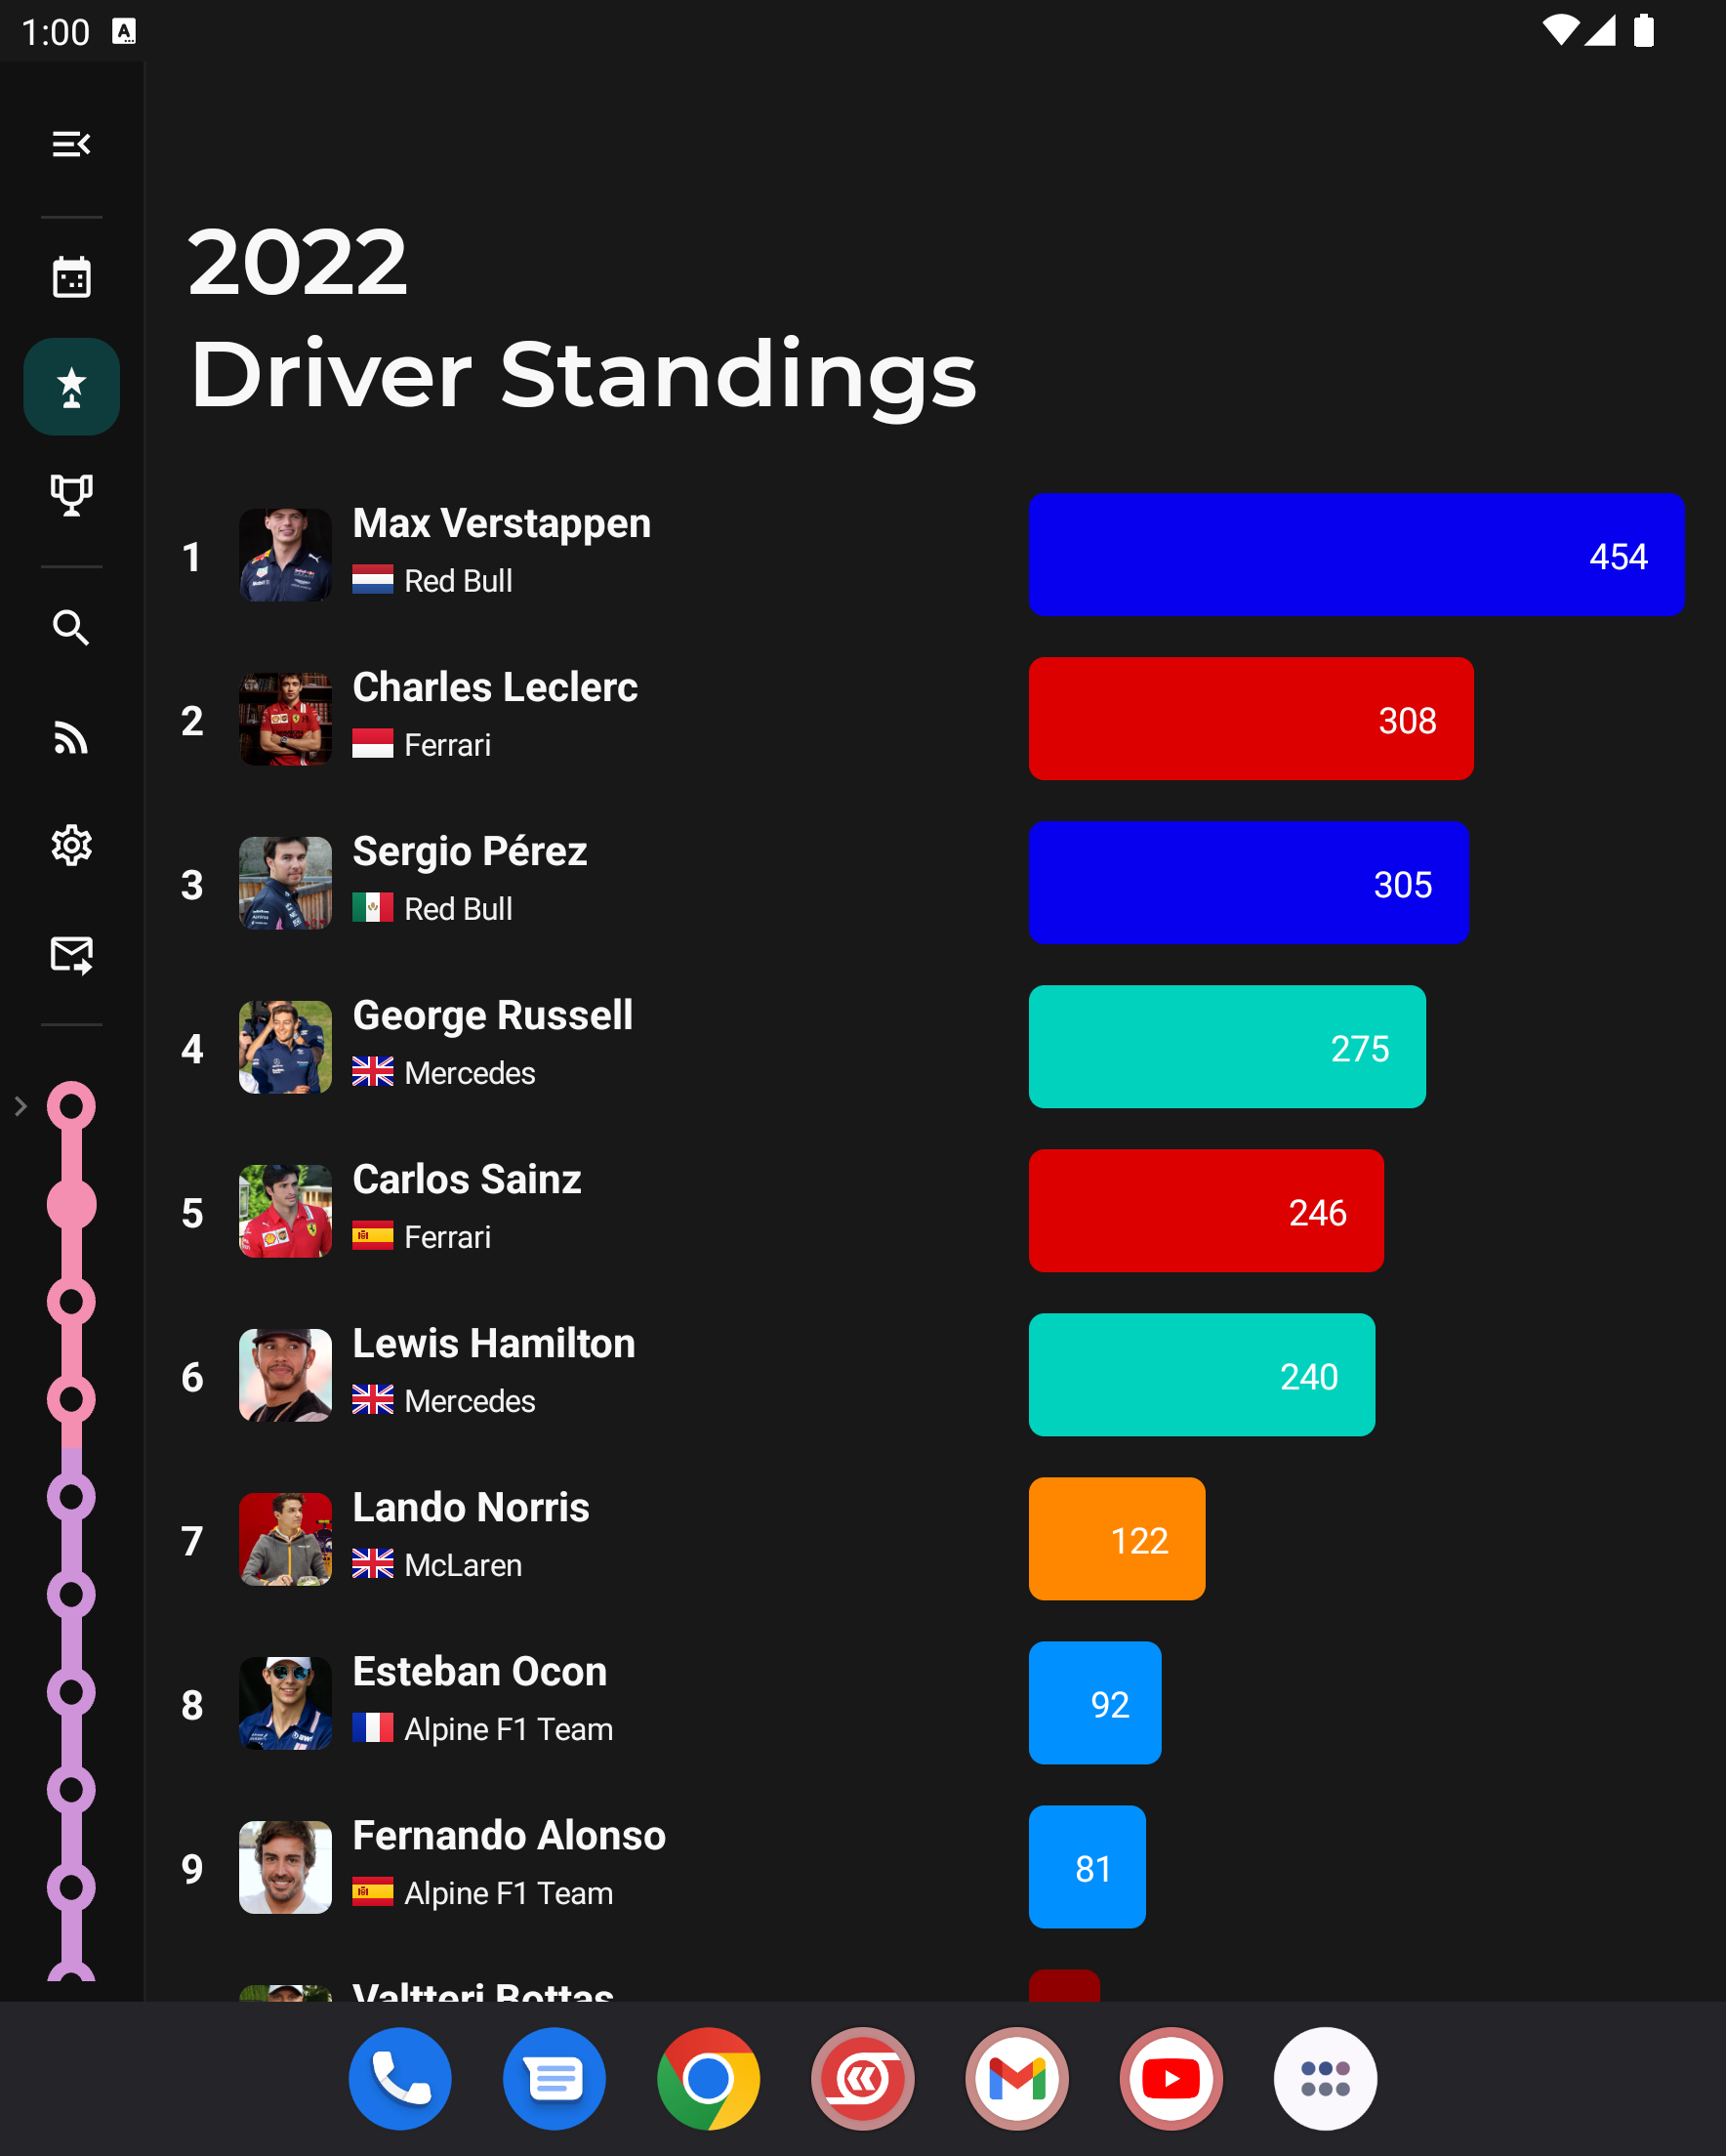 1:00
2022
Driver Standings
1
Max Verstappen
Red Bull
454
2
Charles Leclerc
Ferrari
308
3
Sergio Pérez
Red Bull
305
4
George Russell
Mercedes
275
5
Carlos Sainz
Ferrari
246
6
Lewis Hamilton
Mercedes
240
7
Lando Norris
McLaren
122
8
Esteban Ocon
Alpine F1 Team
92
9
Fernando Alonso
Alpine F1 Team
81
Valtteri Bottas